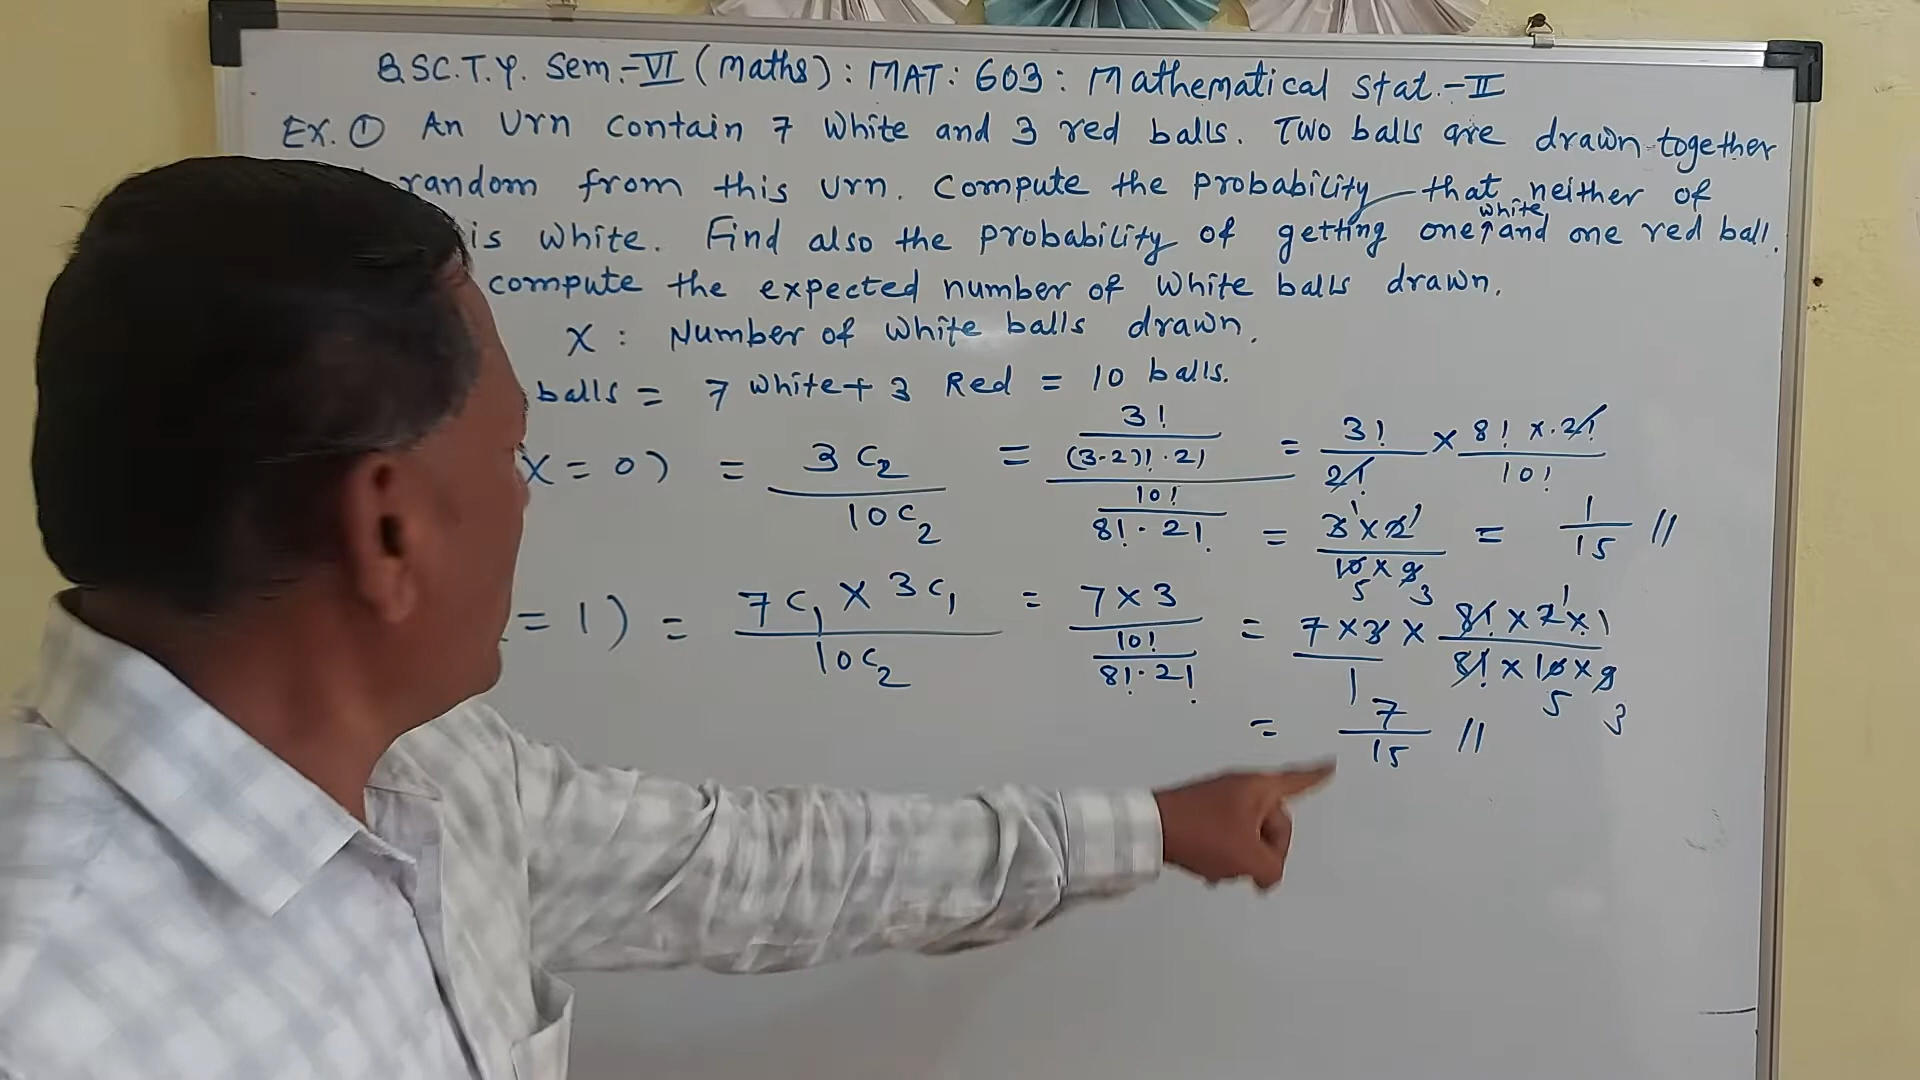 B.SC.T.Y. Sem.-VI (maths) : MAT: 603 : Mathematical Stat.-II
Ex. ① An Urn contain 7 white and 3 red balls. Two balls are drawn together
random from this urn. Compute the probability that neither of
is white. Find also the probability of getting one white and one red ball.
compute the expected number of white balls drawn.
X : Number of white balls drawn.
balls = 7 white + 3 Red = 10 balls.
X = 0) = 3C₂ / 10C₂ = (3! / (3-2)! · 2!) / (10! / 8! · 2!) = 3! / 2! × 8! × 2! / 10!
= 3 × 2 / 10 × 9 = 1/15 //
= 1) = 7C₁ × 3C₁ / 10C₂ = 7 × 3 / (10! / 8! · 2!) = 7 × 3 / 1 × 8! × 2 × 1 / 8! × 10 × 9
= 7/15 //